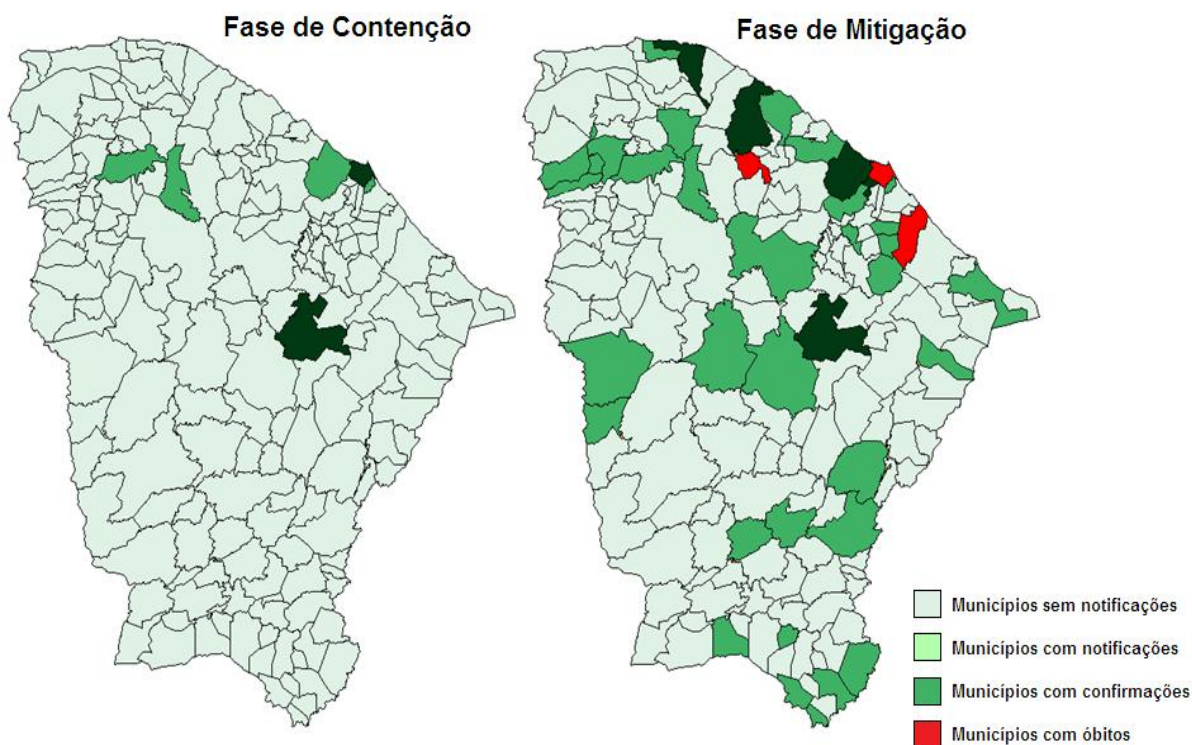 Fase de Contenção
Fase de Mitigação
Municípios sem notificações
Municípios com notificações
Municípios com confirmações
Municípios com óbitos